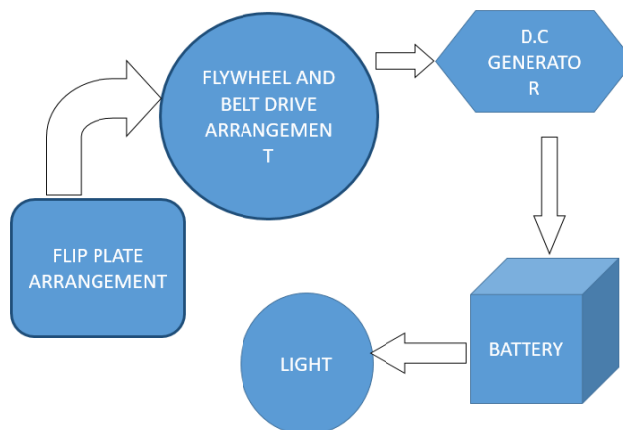 FLIP PLATE
ARRANGEMENT
FLYWHEEL AND
BELT DRIVE
ARRANGEMEN
T
D.C
GENERATO
R
BATTERY
LIGHT